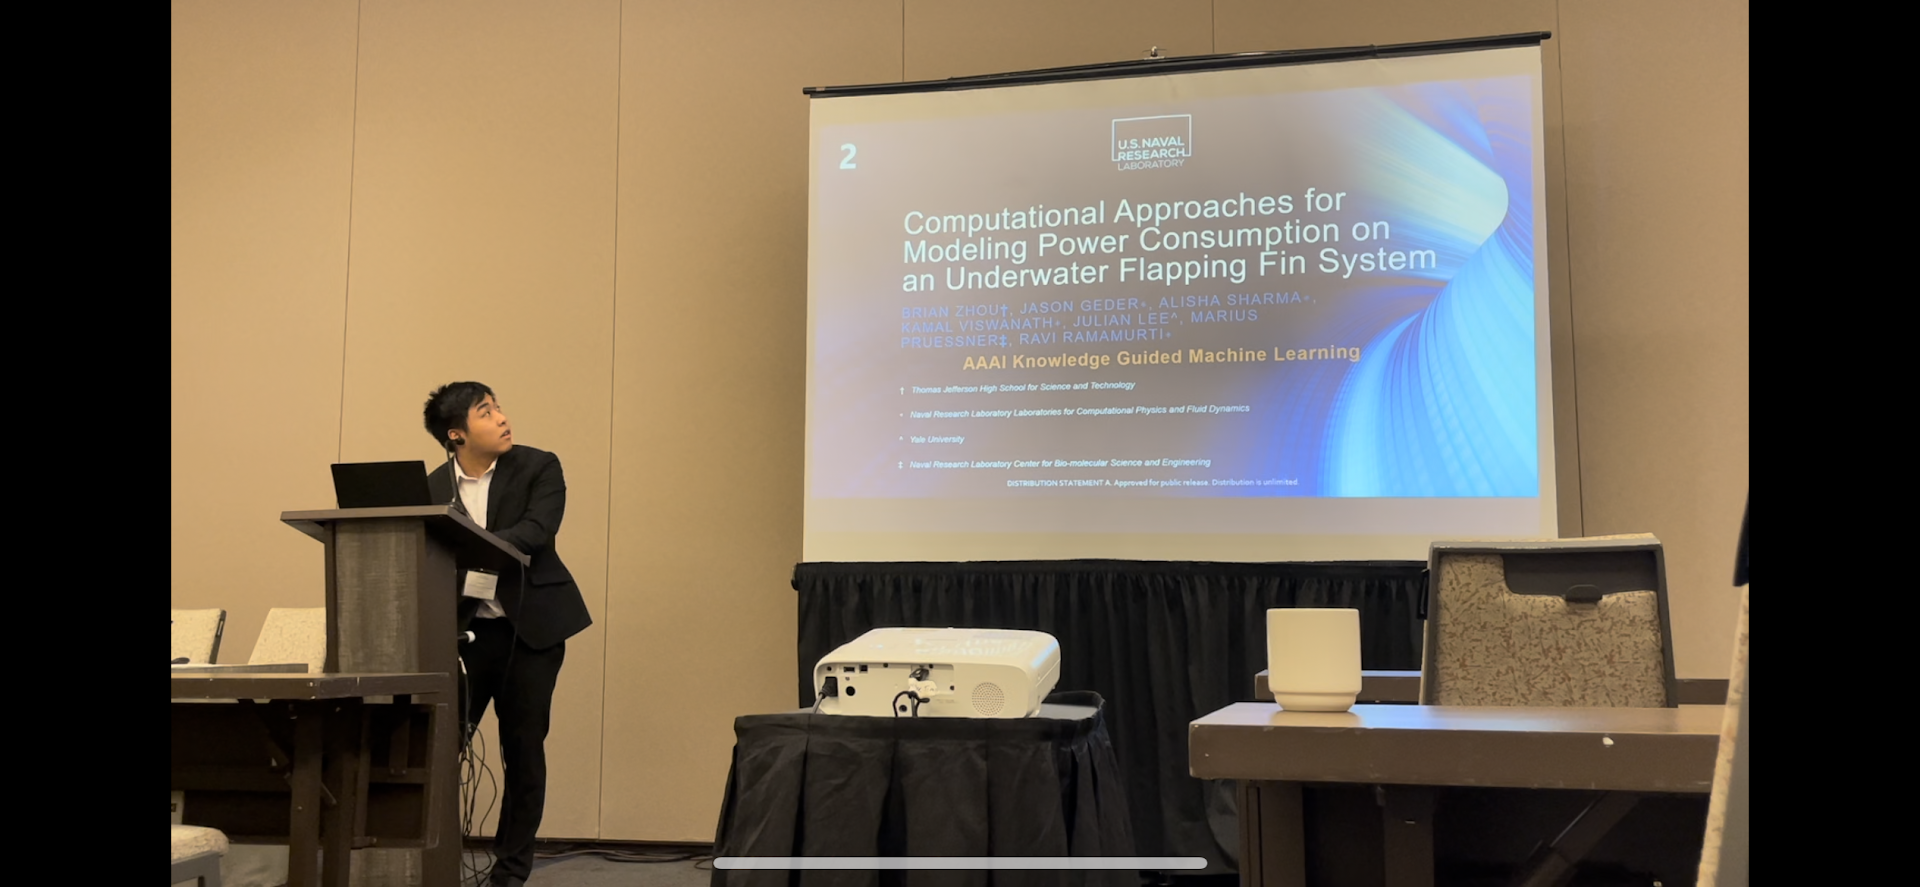 2
U.S. NAVAL
RESEARCH
LABORATORY
Computational Approaches for
Modeling Power Consumption on
an Underwater Flapping Fin System
BRIAN ZHOU†, JASON GEDER*, ALISHA SHARMA*,
KAMAL VISWANATH*, JULIAN LEE^, MARIUS
PRUESSNER‡, RAVI RAMAMURTI*
AAAI Knowledge Guided Machine Learning
† Thomas Jefferson High School for Science and Technology
* Naval Research Laboratory Laboratories for Computational Physics and Fluid Dynamics
^ Yale University
‡ Naval Research Laboratory Center for Bio-molecular Science and Engineering
DISTRIBUTION STATEMENT A. Approved for public release. Distribution is unlimited.